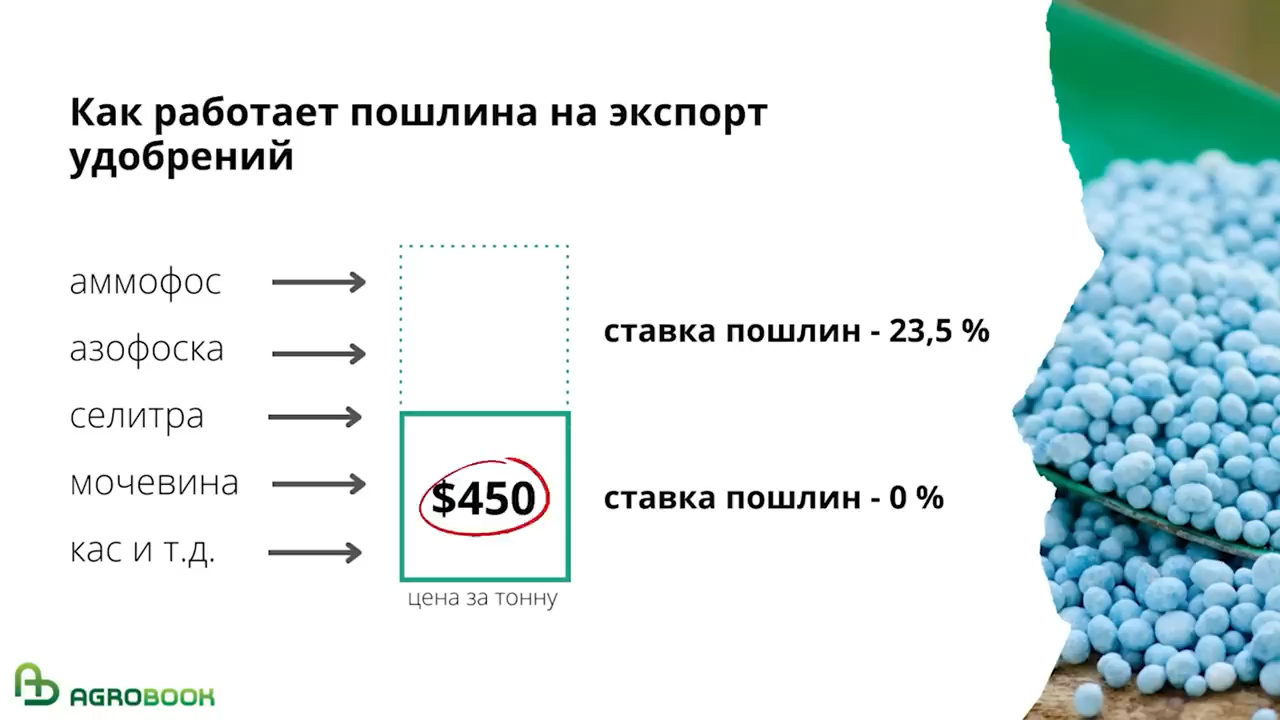 Как работает пошлина на экспорт
удобрений
аммофос
азофоска
селитра
мочевина
кас и т.д.
ставка пошлин - 23,5 %
$450
ставка пошлин - 0 %
цена за тонну
AGROBOOK